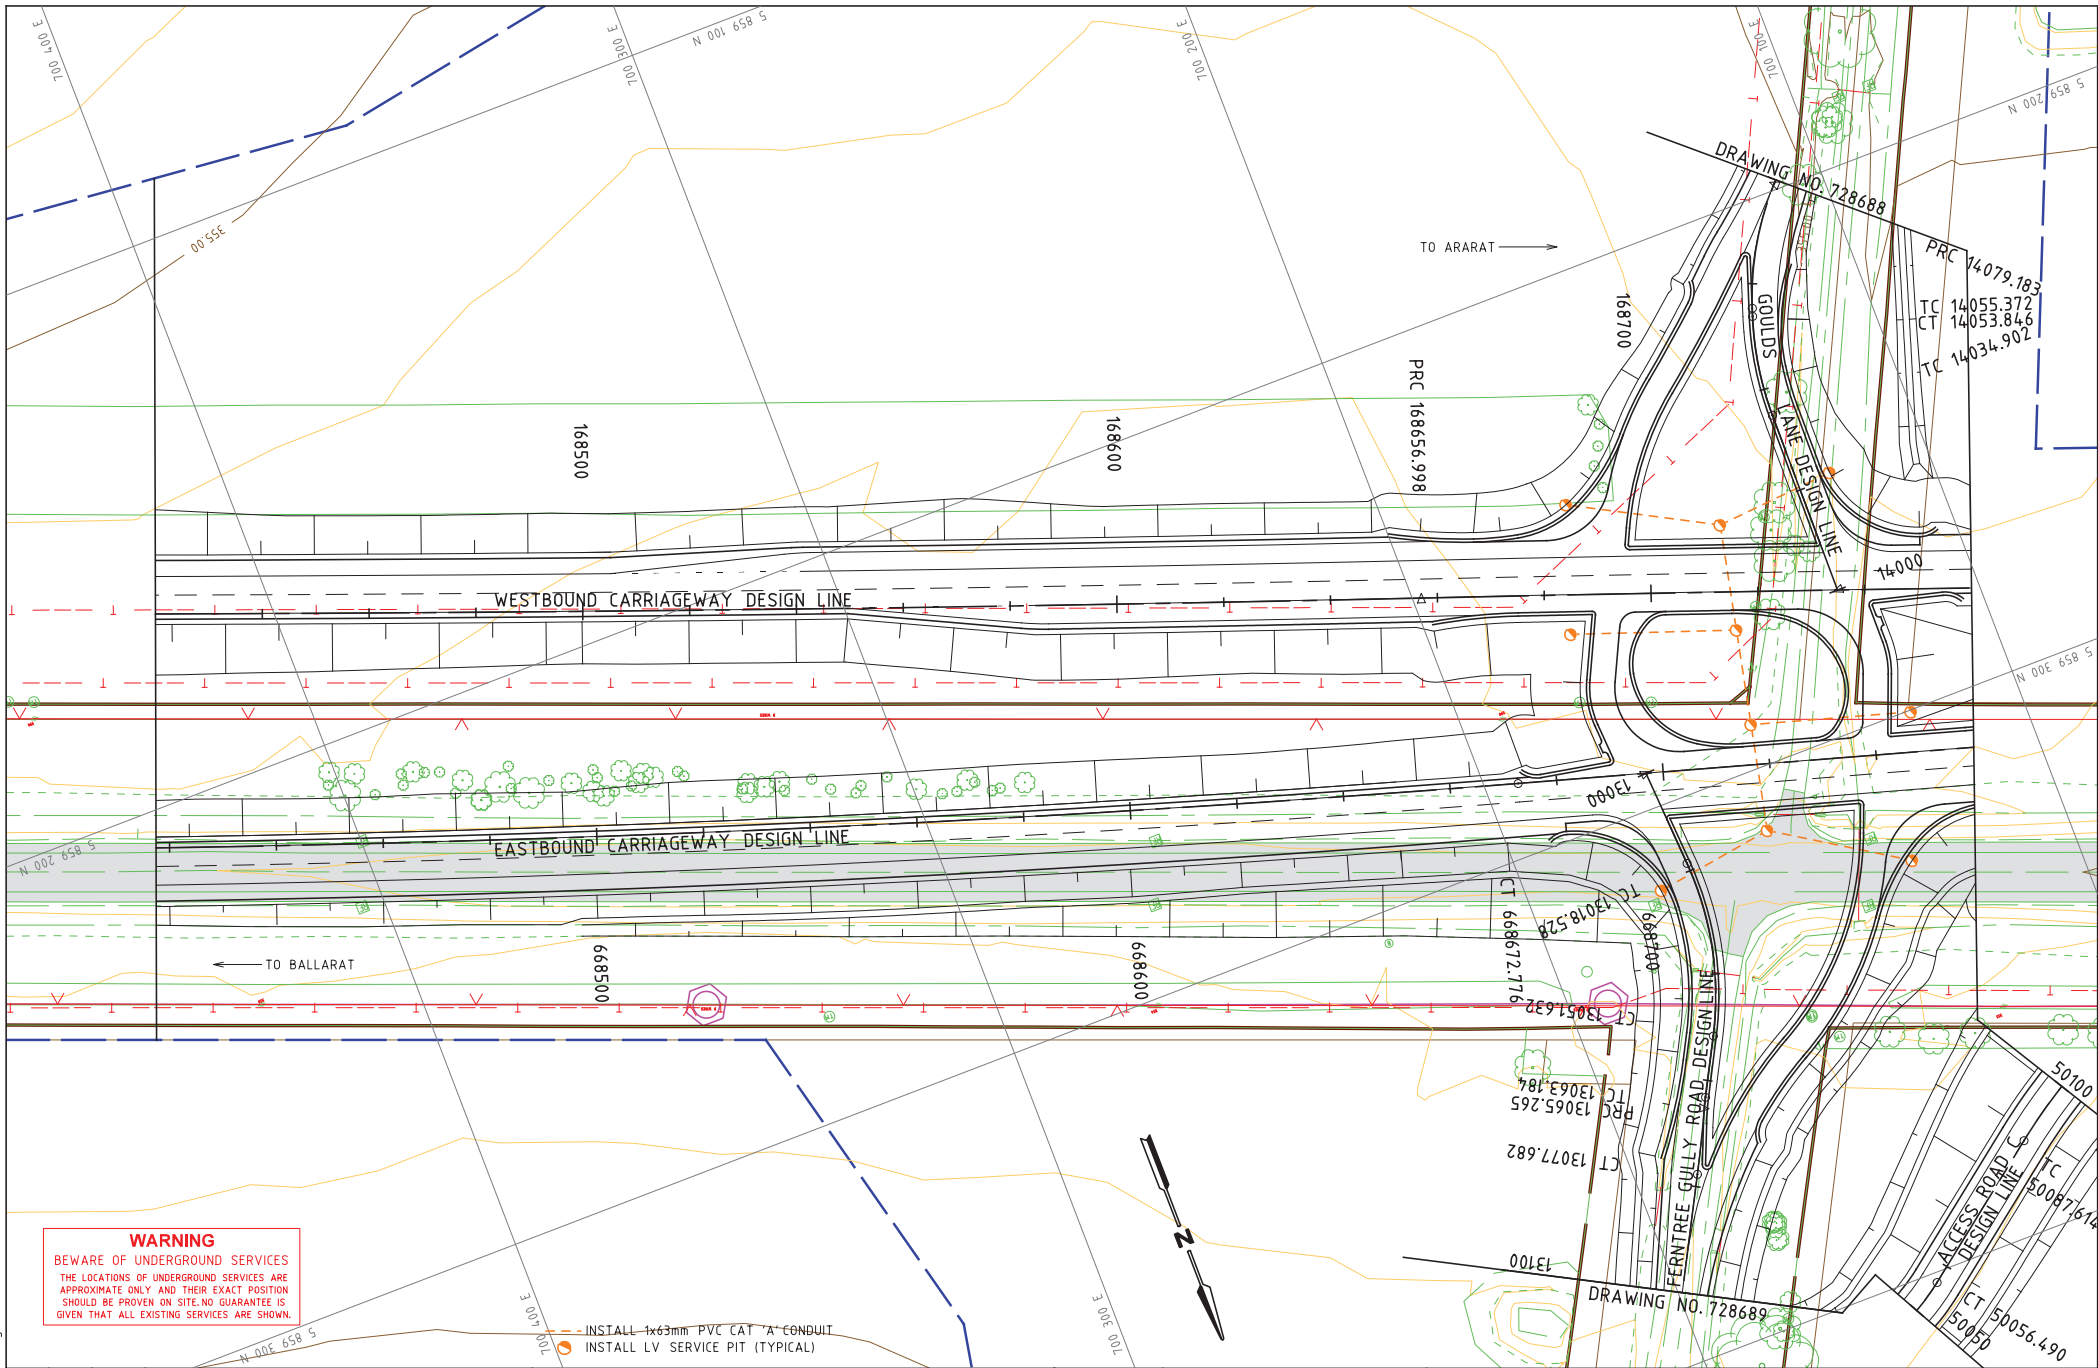 700 400 E
700 300 E
S 859 100 N
700 200 E
700 100 E
S 859 200 N
DRAWING NO. 728688
355.00
355.00
TO ARARAT
PRC 14079.183
TC 14055.372
CT 14053.846
TC 14034.902
GOULDS LANE DESIGN LINE
168700
PRC 168656.998
168600
168500
14000
WESTBOUND CARRIAGEWAY DESIGN LINE
S 859 300 N
13000
EASTBOUND CARRIAGEWAY DESIGN LINE
S 859 200 N
TC 13018.528
CT 668672.776
668700
668600
668500
TO BALLARAT
CT 13051.632
TC 13063.184
PRC 13065.265
CT 13077.682
FERNTREE GULLY ROAD DESIGN LINE
50100
ACCESS ROAD C
DESIGN LINE
TC 50087.614
CT 50056.490
50050
13100
DRAWING NO. 728689
N
WARNING
BEWARE OF UNDERGROUND SERVICES
THE LOCATIONS OF UNDERGROUND SERVICES ARE
APPROXIMATE ONLY AND THEIR EXACT POSITION
SHOULD BE PROVEN ON SITE. NO GUARANTEE IS
GIVEN THAT ALL EXISTING SERVICES ARE SHOWN.
S 859 300 N
700 400 E
700 300 E
INSTALL 1x63mm PVC CAT 'A' CONDUIT
INSTALL LV SERVICE PIT (TYPICAL)